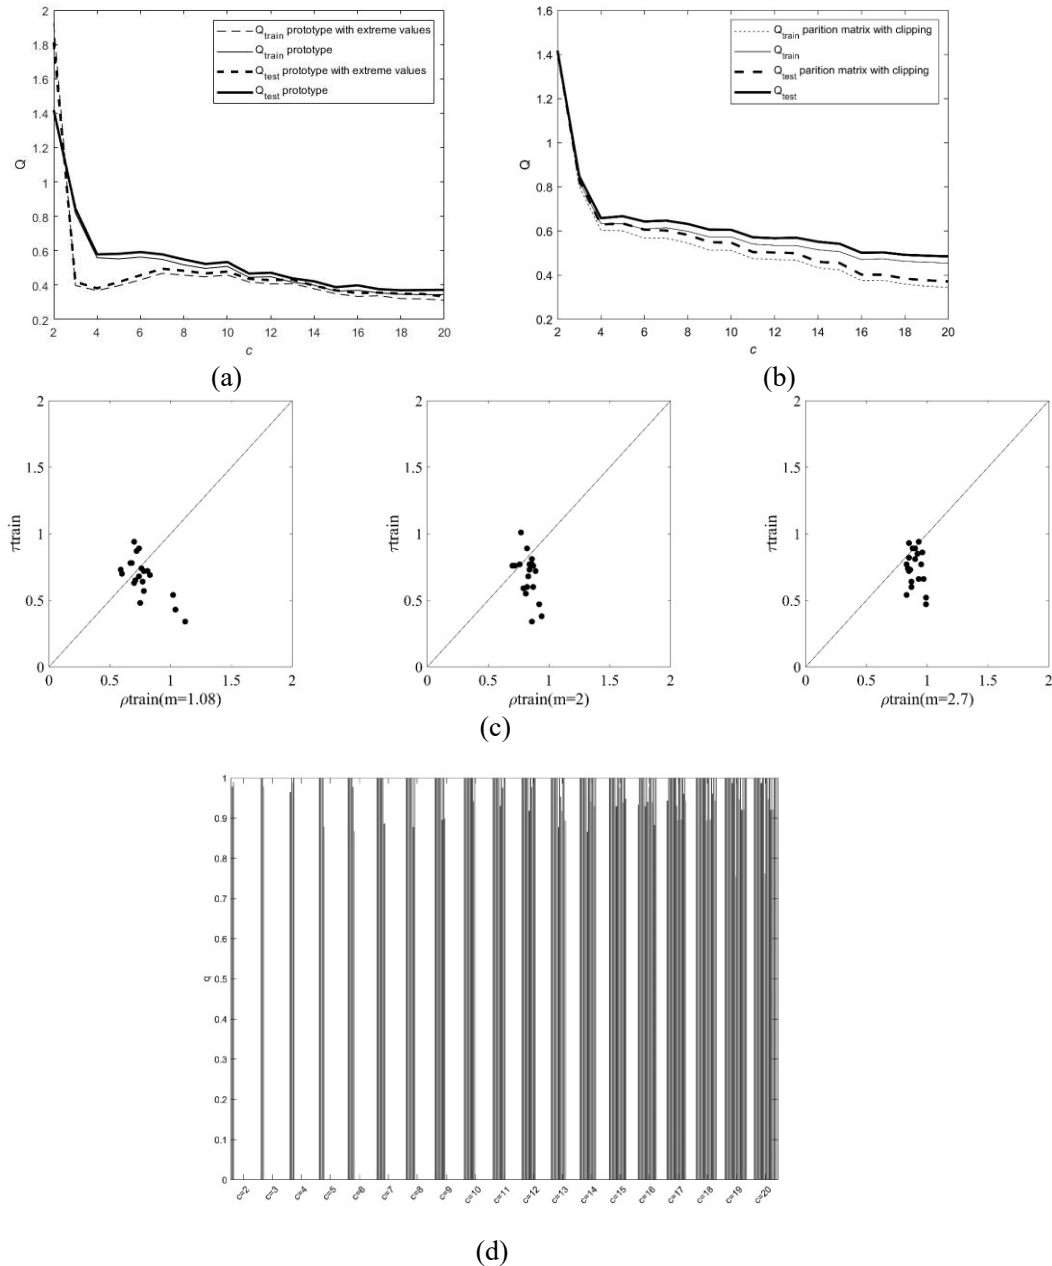 2
1.8
1.6
1.4
1.2
1
0.8
0.6
0.4
0.2
Q
Q_train prototype with extreme values
Q_train prototype
Q_test prototype with extreme values
Q_test prototype
2 4 6 8 10 12 14 16 18 20
c
(a)
1.6
1.4
1.2
1
0.8
0.6
0.4
0.2
Q
Q_train parition matrix with clipping
Q_train
Q_test parition matrix with clipping
Q_test
2 4 6 8 10 12 14 16 18 20
c
(b)
2
1.5
1
0.5
0
τtrain
0 0.5 1 1.5 2
ρtrain(m=1.08)
2
1.5
1
0.5
0
τtrain
0 0.5 1 1.5 2
ρtrain(m=2)
2
1.5
1
0.5
0
τtrain
0 0.5 1 1.5 2
ρtrain(m=2.7)
(c)
1
0.9
0.8
0.7
0.6
0.5
0.4
0.3
0.2
0.1
0
q
c=2 c=3 c=4 c=5 c=6 c=7 c=8 c=9 c=10 c=11 c=12 c=13 c=14 c=15 c=16 c=17 c=18 c=19 c=20
(d)